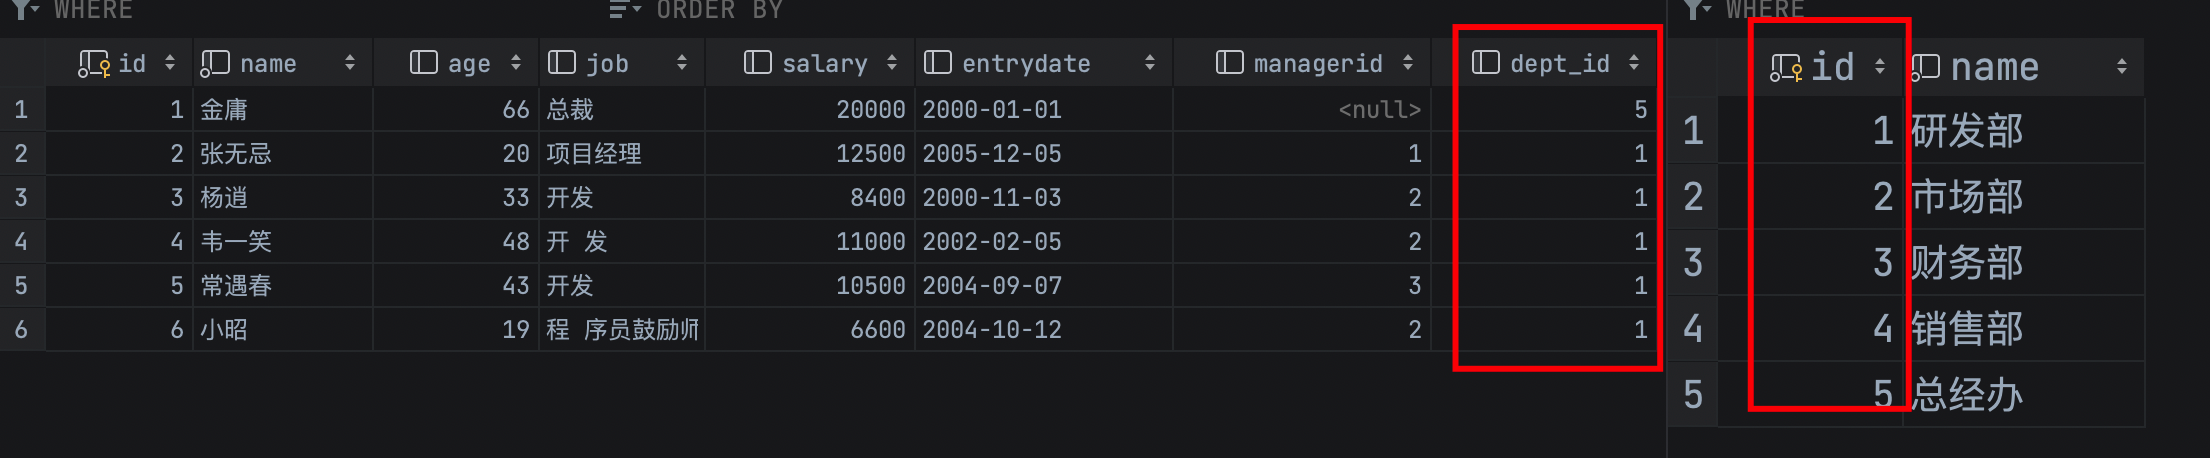 WHERE ORDER BY WHERE
id name age job salary entrydate managerid dept_id
1 1 金庸 66 总裁 20000 2000-01-01 <null> 5
2 2 张无忌 20 项目经理 12500 2005-12-05 1 1
3 3 杨逍 33 开发 8400 2000-11-03 2 1
4 4 韦一笑 48 开 发 11000 2002-02-05 2 1
5 5 常遇春 43 开发 10500 2004-09-07 3 1
6 6 小昭 19 程 序员鼓励师 6600 2004-10-12 2 1
id name
1 1 研发部
2 2 市场部
3 3 财务部
4 4 销售部
5 5 总经办